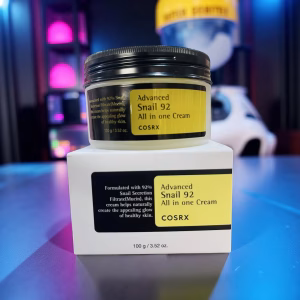 Advanced
Snail 92
All in one Cream
COSRX
Formulated with 92%
Snail Secretion
Filtrate(Mucin), this
cream helps naturally
create the appealing glow
of healthy skin.
Advanced
Snail 92
All in one Cream
COSRX
100 g / 3.52 oz.